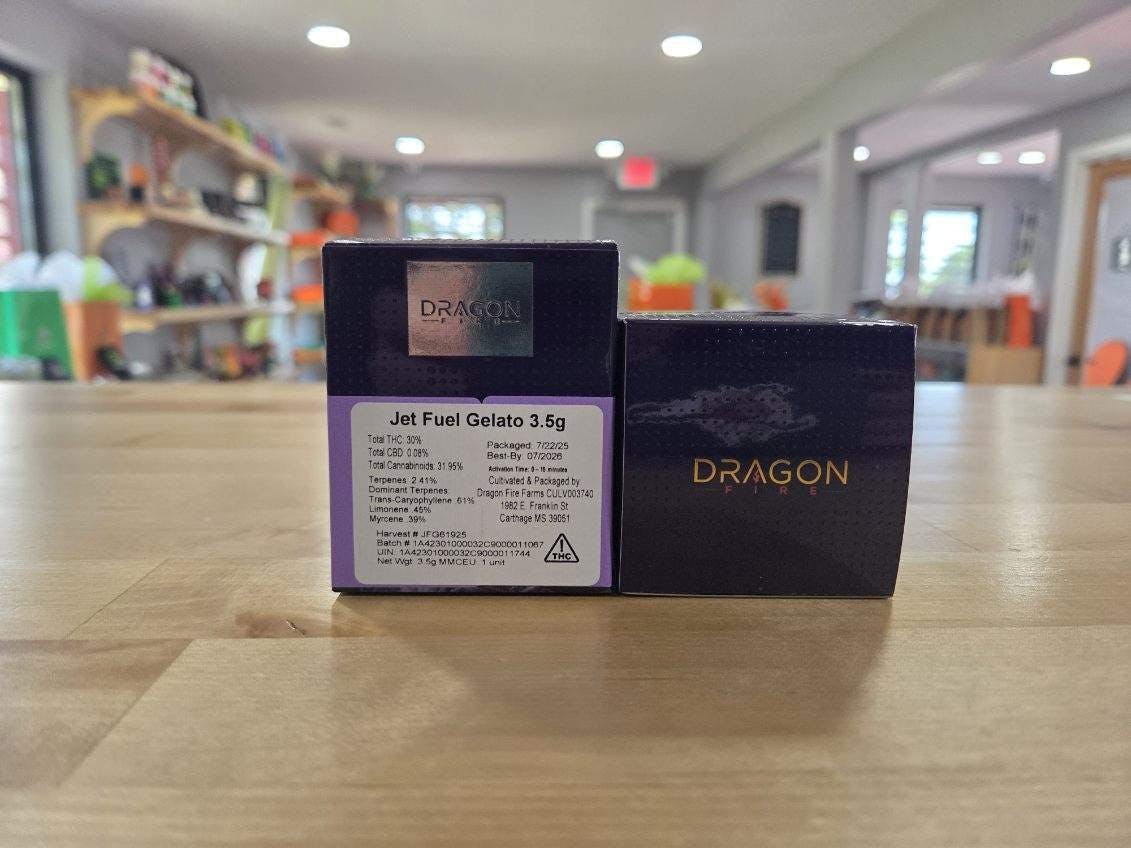 DRAGON
FIRE
Jet Fuel Gelato 3.5g
Total THC: 30%
Total CBD: 0.08%
Total Cannabinoids: 31.95%
Terpenes: 2.41%
Dominant Terpenes:
Trans-Caryophyllene .61%
Limonene .45%
Myrcene .39%
Packaged: 7/22/25
Best-By: 07/2026
Activation Time: 0 - 15 minutes
Cultivated & Packaged by
Dragon Fire Farms CULV003740
1982 E. Franklin St
Carthage MS 39051
Harvest # JFG61925
Batch # 1A42301000032C9000011067
UIN: 1A42301000032C9000011744
Net Wgt: 3.5g MMCEU: 1 unit
!
THC
DRAGON
FIRE